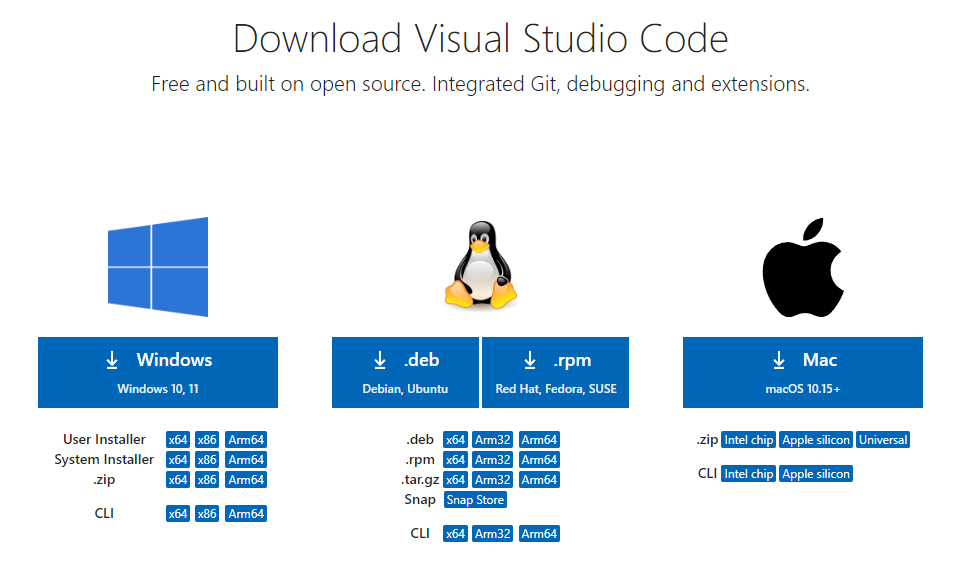 Download Visual Studio Code
Free and built on open source. Integrated Git, debugging and extensions.
Windows
Windows 10, 11
User Installer x64 x86 Arm64
System Installer x64 x86 Arm64
.zip x64 x86 Arm64
CLI x64 x86 Arm64
.deb
Debian, Ubuntu
.rpm
Red Hat, Fedora, SUSE
.deb x64 Arm32 Arm64
.rpm x64 Arm32 Arm64
.tar.gz x64 Arm32 Arm64
Snap Snap Store
CLI x64 Arm32 Arm64
Mac
macOS 10.15+
.zip Intel chip Apple silicon Universal
CLI Intel chip Apple silicon